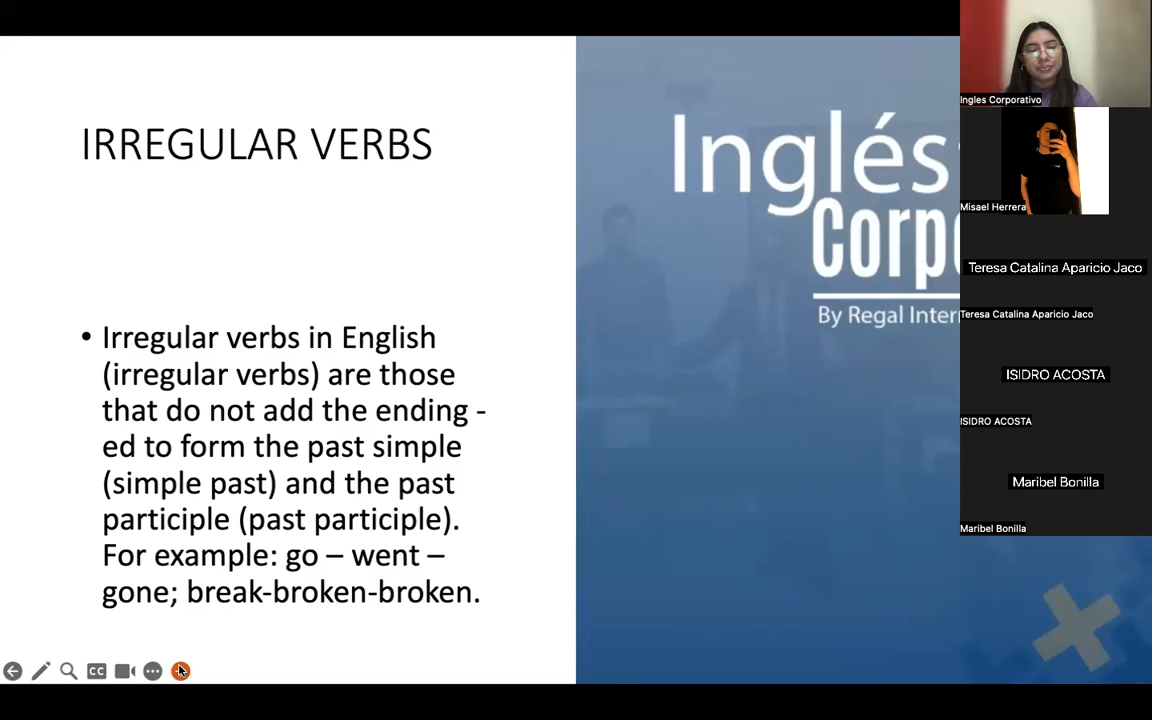 IRREGULAR VERBS
• Irregular verbs in English
(irregular verbs) are those
that do not add the ending -
ed to form the past simple
(simple past) and the past
participle (past participle).
For example: go – went –
gone; break-broken-broken.
Inglés
Corp
By Regal Inter
CC
Ingles Corporativo
Misael Herrera
Teresa Catalina Aparicio Jaco
Teresa Catalina Aparicio Jaco
ISIDRO ACOSTA
ISIDRO ACOSTA
Maribel Bonilla
Maribel Bonilla